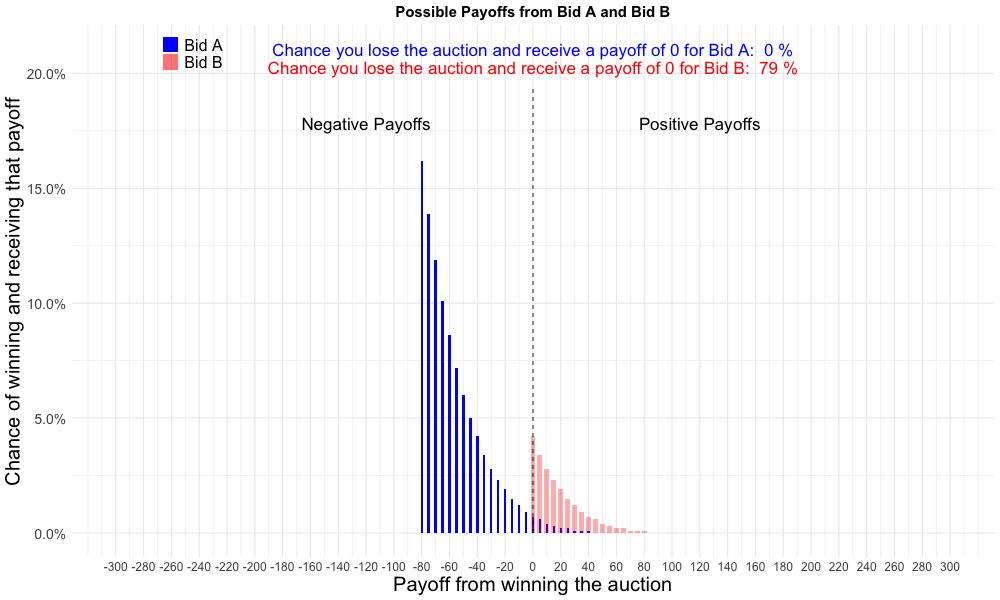 Possible Payoffs from Bid A and Bid B
Bid A
Bid B
Chance you lose the auction and receive a payoff of 0 for Bid A:  0 %
Chance you lose the auction and receive a payoff of 0 for Bid B:  79 %
Negative Payoffs
Positive Payoffs
Chance of winning and receiving that payoff
20.0%
15.0%
10.0%
5.0%
0.0%
-300 -280 -260 -240 -220 -200 -180 -160 -140 -120 -100 -80 -60 -40 -20 0 20 40 60 80 100 120 140 160 180 200 220 240 260 280 300
Payoff from winning the auction